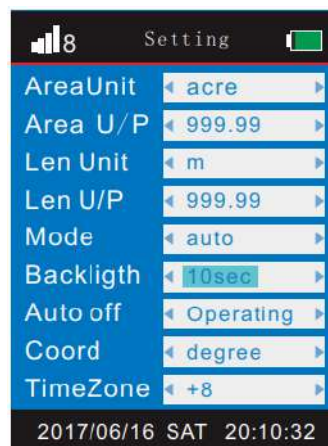 8 Setting
AreaUnit acre
Area U/P 999.99
Len Unit m
Len U/P 999.99
Mode auto
Backligth 10sec
Auto off Operating
Coord degree
TimeZone +8
2017/06/16 SAT 20:10:32